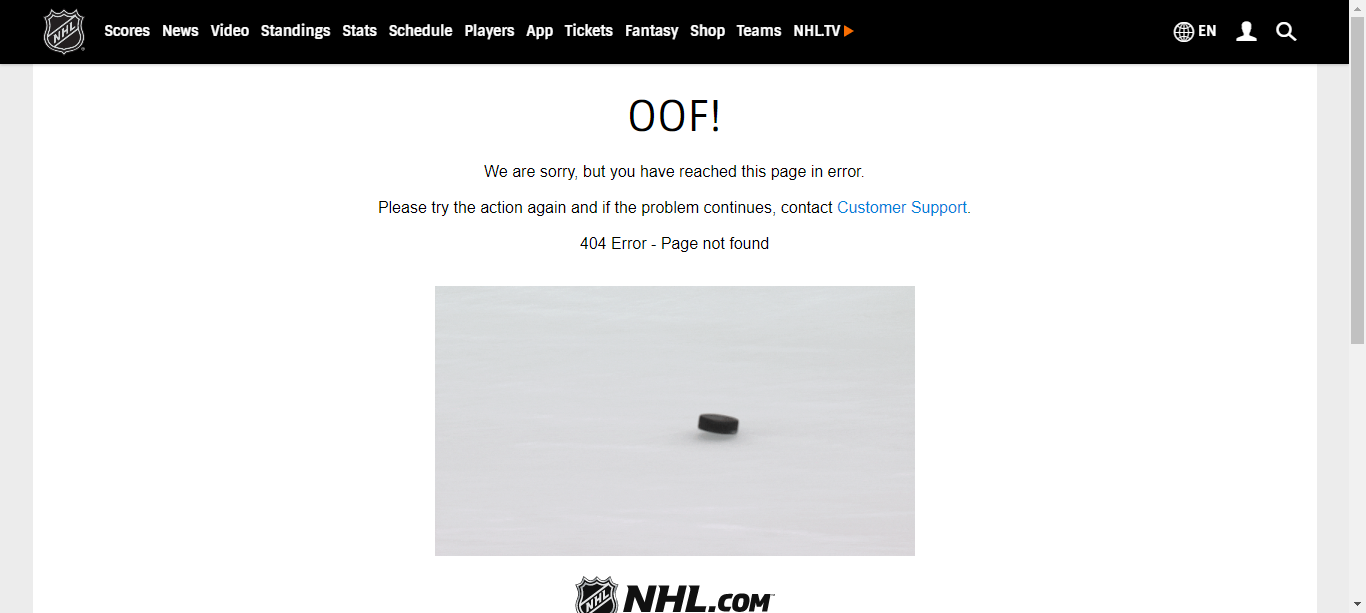 NHL
Scores News Video Standings Stats Schedule Players App Tickets Fantasy Shop Teams NHL.TV EN
OOF!
We are sorry, but you have reached this page in error.
Please try the action again and if the problem continues, contact Customer Support.
404 Error - Page not found
NHL NHL.COM™